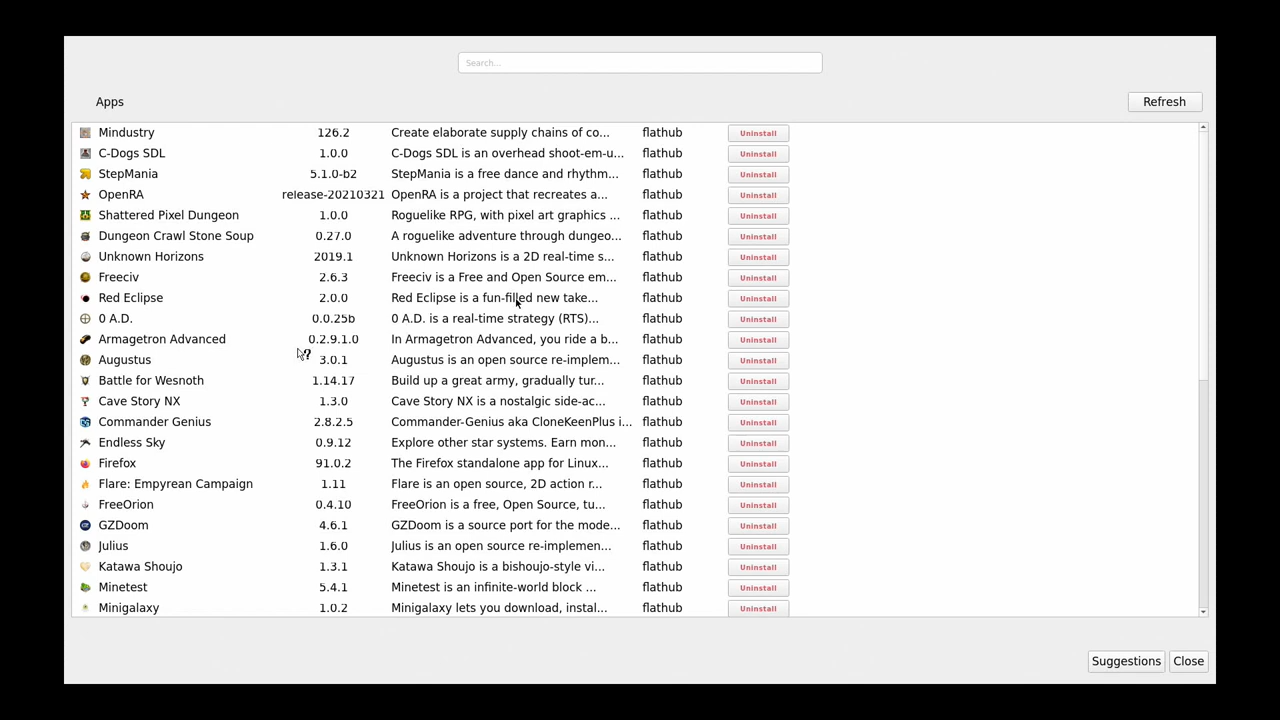 Search...
Apps
Refresh
Mindustry 126.2 Create elaborate supply chains of co... flathub Uninstall
C-Dogs SDL 1.0.0 C-Dogs SDL is an overhead shoot-em-u... flathub Uninstall
StepMania 5.1.0-b2 StepMania is a free dance and rhythm... flathub Uninstall
OpenRA release-20210321 OpenRA is a project that recreates a... flathub Uninstall
Shattered Pixel Dungeon 1.0.0 Roguelike RPG, with pixel art graphics ... flathub Uninstall
Dungeon Crawl Stone Soup 0.27.0 A roguelike adventure through dungeo... flathub Uninstall
Unknown Horizons 2019.1 Unknown Horizons is a 2D real-time s... flathub Uninstall
Freeciv 2.6.3 Freeciv is a Free and Open Source em... flathub Uninstall
Red Eclipse 2.0.0 Red Eclipse is a fun-filled new take... flathub Uninstall
0 A.D. 0.0.25b 0 A.D. is a real-time strategy (RTS)... flathub Uninstall
Armagetron Advanced 0.2.9.1.0 In Armagetron Advanced, you ride a b... flathub Uninstall
Augustus 3.0.1 Augustus is an open source re-implem... flathub Uninstall
Battle for Wesnoth 1.14.17 Build up a great army, gradually tur... flathub Uninstall
Cave Story NX 1.3.0 Cave Story NX is a nostalgic side-ac... flathub Uninstall
Commander Genius 2.8.2.5 Commander-Genius aka CloneKeenPlus i... flathub Uninstall
Endless Sky 0.9.12 Explore other star systems. Earn mon... flathub Uninstall
Firefox 91.0.2 The Firefox standalone app for Linux... flathub Uninstall
Flare: Empyrean Campaign 1.11 Flare is an open source, 2D action r... flathub Uninstall
FreeOrion 0.4.10 FreeOrion is a free, Open Source, tu... flathub Uninstall
GZDoom 4.6.1 GZDoom is a source port for the mode... flathub Uninstall
Julius 1.6.0 Julius is an open source re-implemen... flathub Uninstall
Katawa Shoujo 1.3.1 Katawa Shoujo is a bishoujo-style vi... flathub Uninstall
Minetest 5.4.1 Minetest is an infinite-world block ... flathub Uninstall
Minigalaxy 1.0.2 Minigalaxy lets you download, instal... flathub Uninstall
Suggestions Close